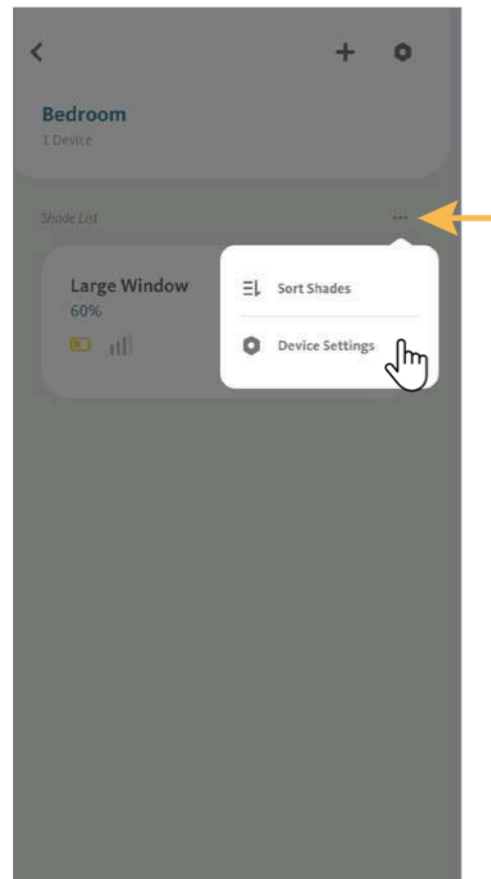 Bedroom
1 Device
Shade List
Large Window
60%
Sort Shades
Device Settings